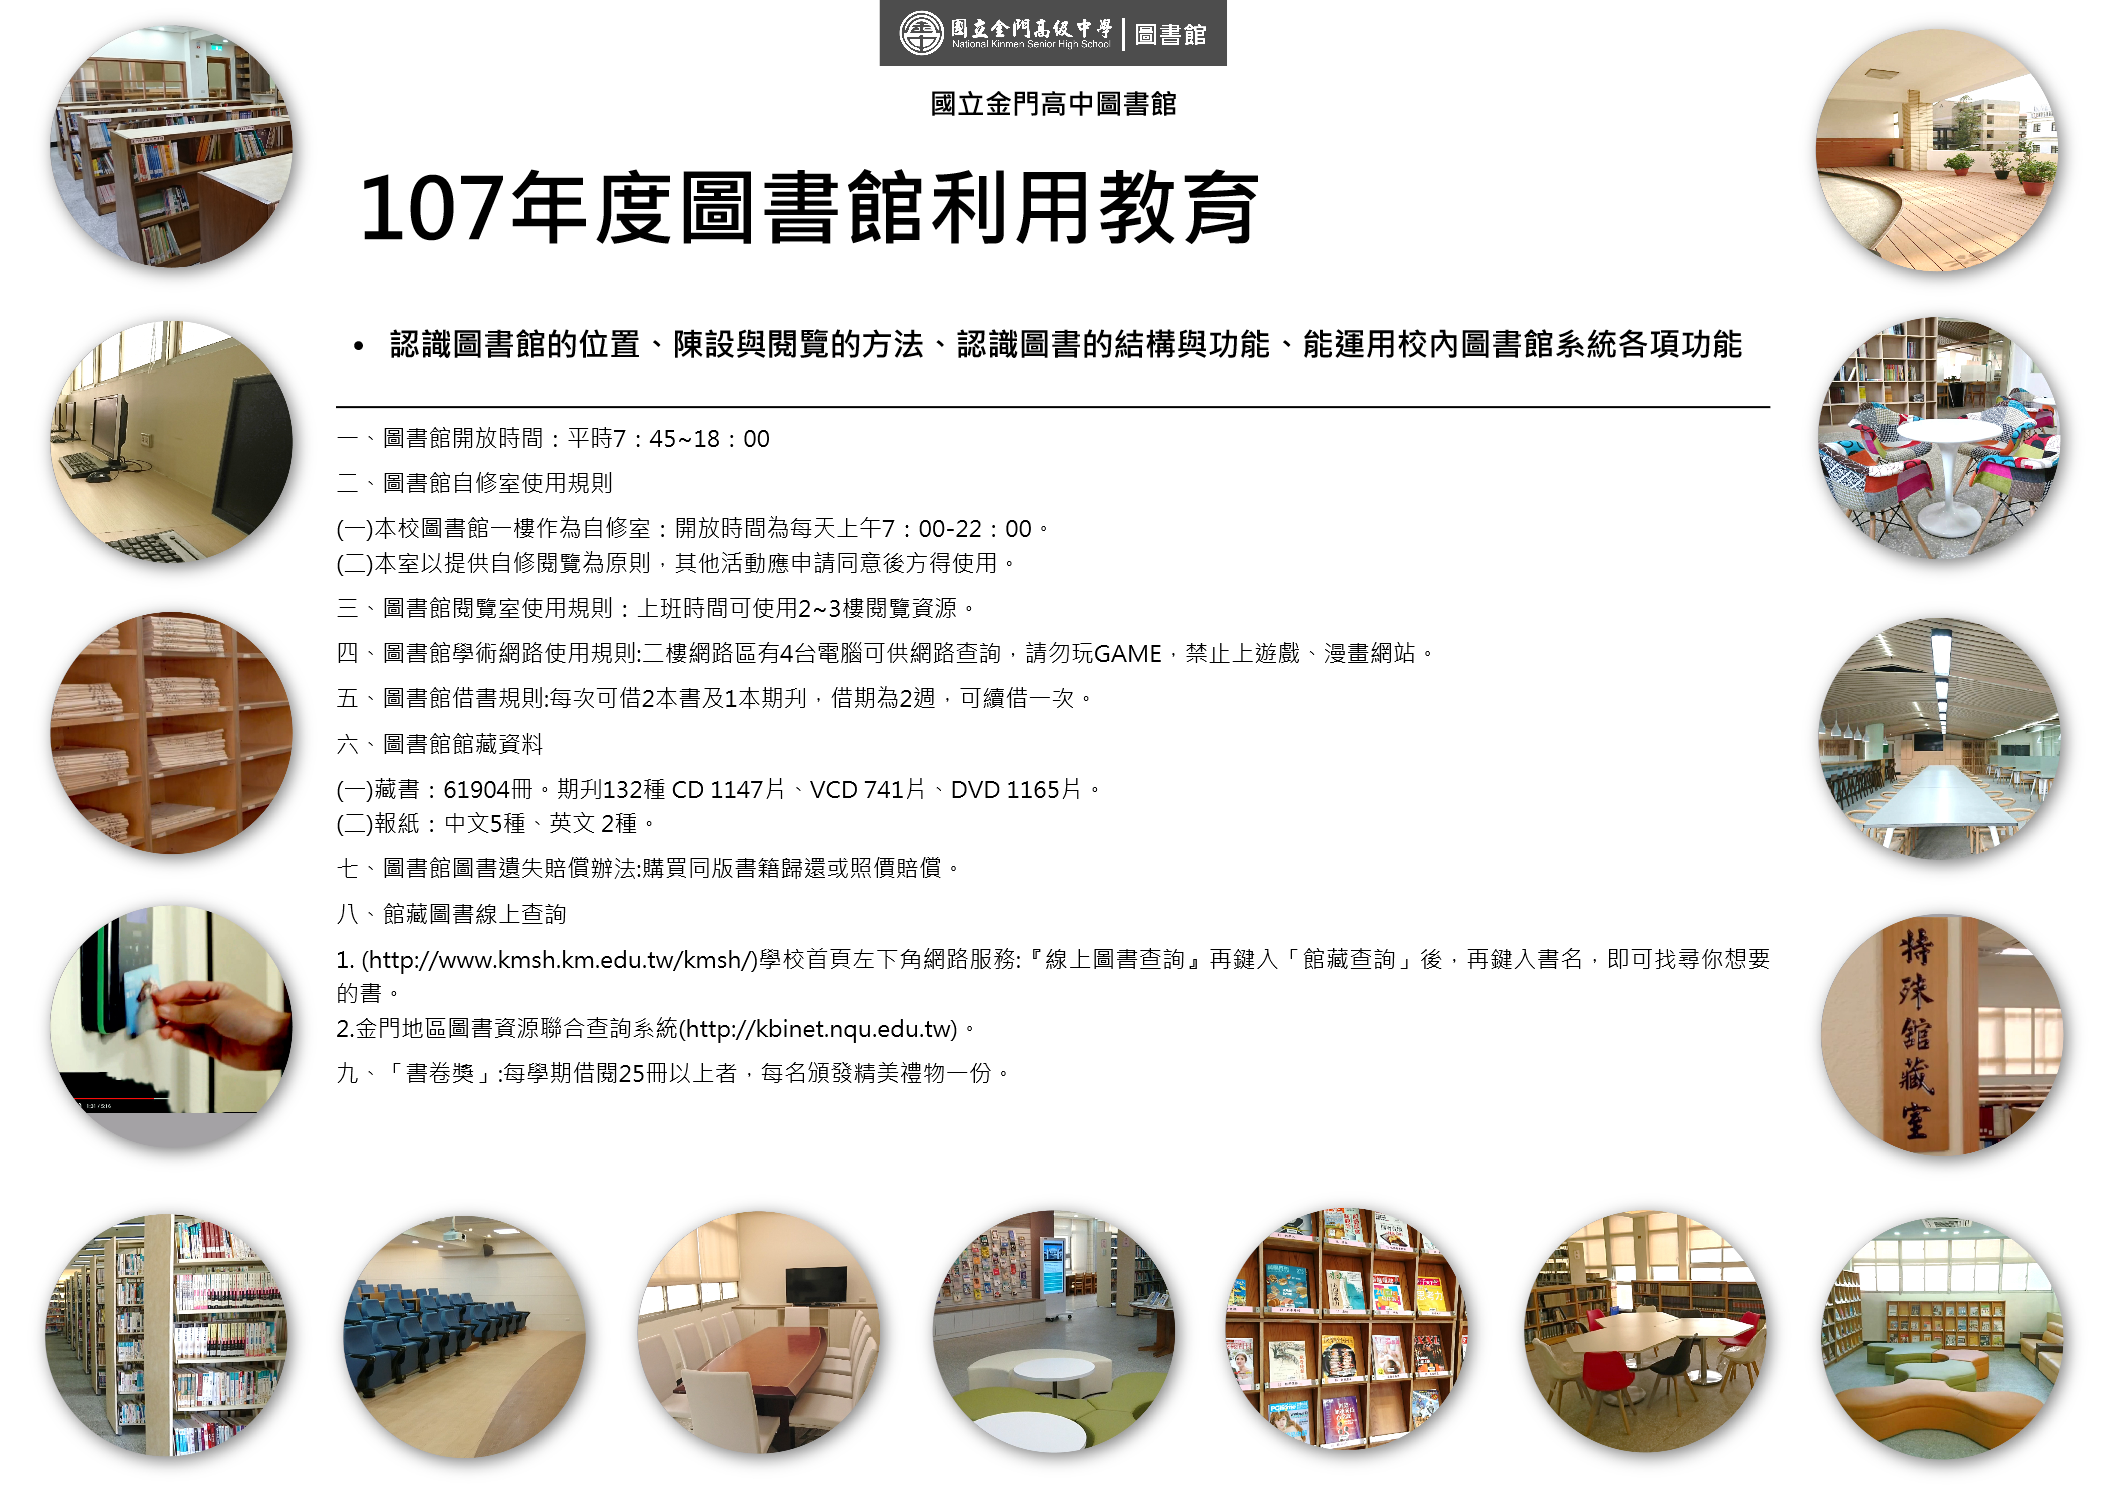 國立金門高級中學
National Kinmen Senior High School
圖書館
國立金門高中圖書館
107年度圖書館利用教育
• 認識圖書館的位置、陳設與閱覽的方法、認識圖書的結構與功能、能運用校內圖書館系統各項功能
一、圖書館開放時間：平時7：45~18：00
二、圖書館自修室使用規則
(一)本校圖書館一樓作為自修室：開放時間為每天上午7：00-22：00。
(二)本室以提供自修閱覽為原則，其他活動應申請同意後方得使用。
三、圖書館閱覽室使用規則：上班時間可使用2~3樓閱覽資源。
四、圖書館學術網路使用規則:二樓網路區有4台電腦可供網路查詢，請勿玩GAME，禁止上遊戲、漫畫網站。
五、圖書館借書規則:每次可借2本書及1本期刋，借期為2週，可續借一次。
六、圖書館館藏資料
(一)藏書：61904冊。期刋132種 CD 1147片、VCD 741片、DVD 1165片。
(二)報紙：中文5種、英文 2種。
七、圖書館圖書遺失賠償辦法:購買同版書籍歸還或照價賠償。
八、館藏圖書線上查詢
1. (http://www.kmsh.km.edu.tw/kmsh/)學校首頁左下角網路服務:『線上圖書查詢』再鍵入「館藏查詢」後，再鍵入書名，即可找尋你想要
的書。
2.金門地區圖書資源聯合查詢系統(http://kbinet.nqu.edu.tw)。
九、「書卷獎」:每學期借閱25冊以上者，每名頒發精美禮物一份。
特殊舘藏室
1:31 / 5:16